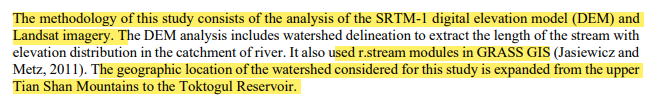 The methodology of this study consists of the analysis of the SRTM-1 digital elevation model (DEM) and
Landsat imagery. The DEM analysis includes watershed delineation to extract the length of the stream with
elevation distribution in the catchment of river. It also used r.stream modules in GRASS GIS (Jasiewicz and
Metz, 2011). The geographic location of the watershed considered for this study is expanded from the upper
Tian Shan Mountains to the Toktogul Reservoir.